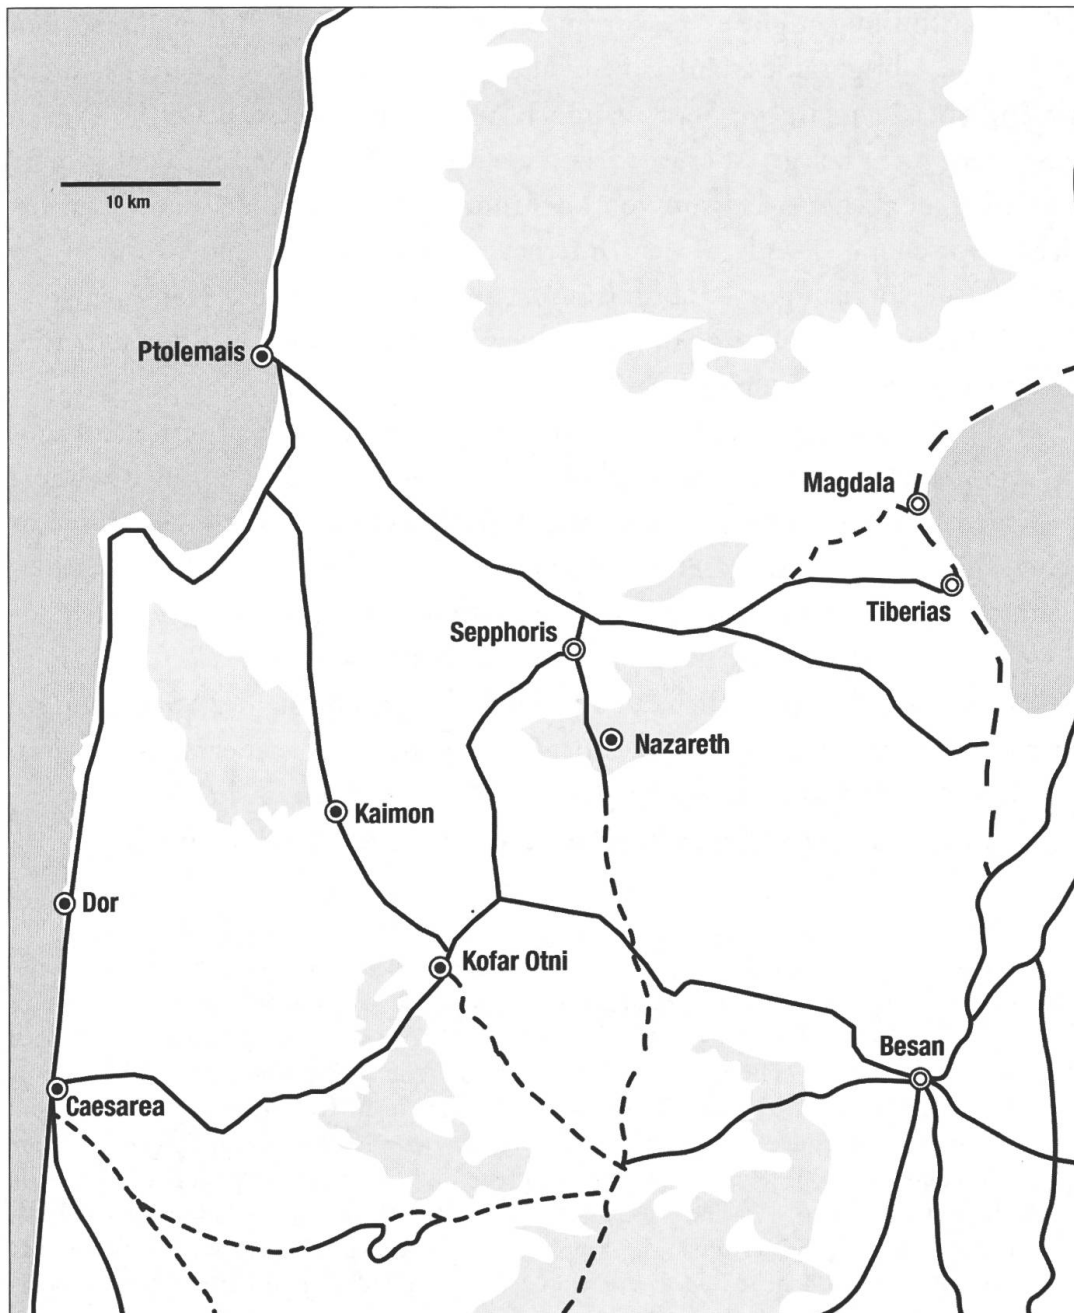 10 km
Ptolemais
Magdala
Tiberias
Sepphoris
Nazareth
Kaimon
Dor
Kofar Otni
Besan
Caesarea